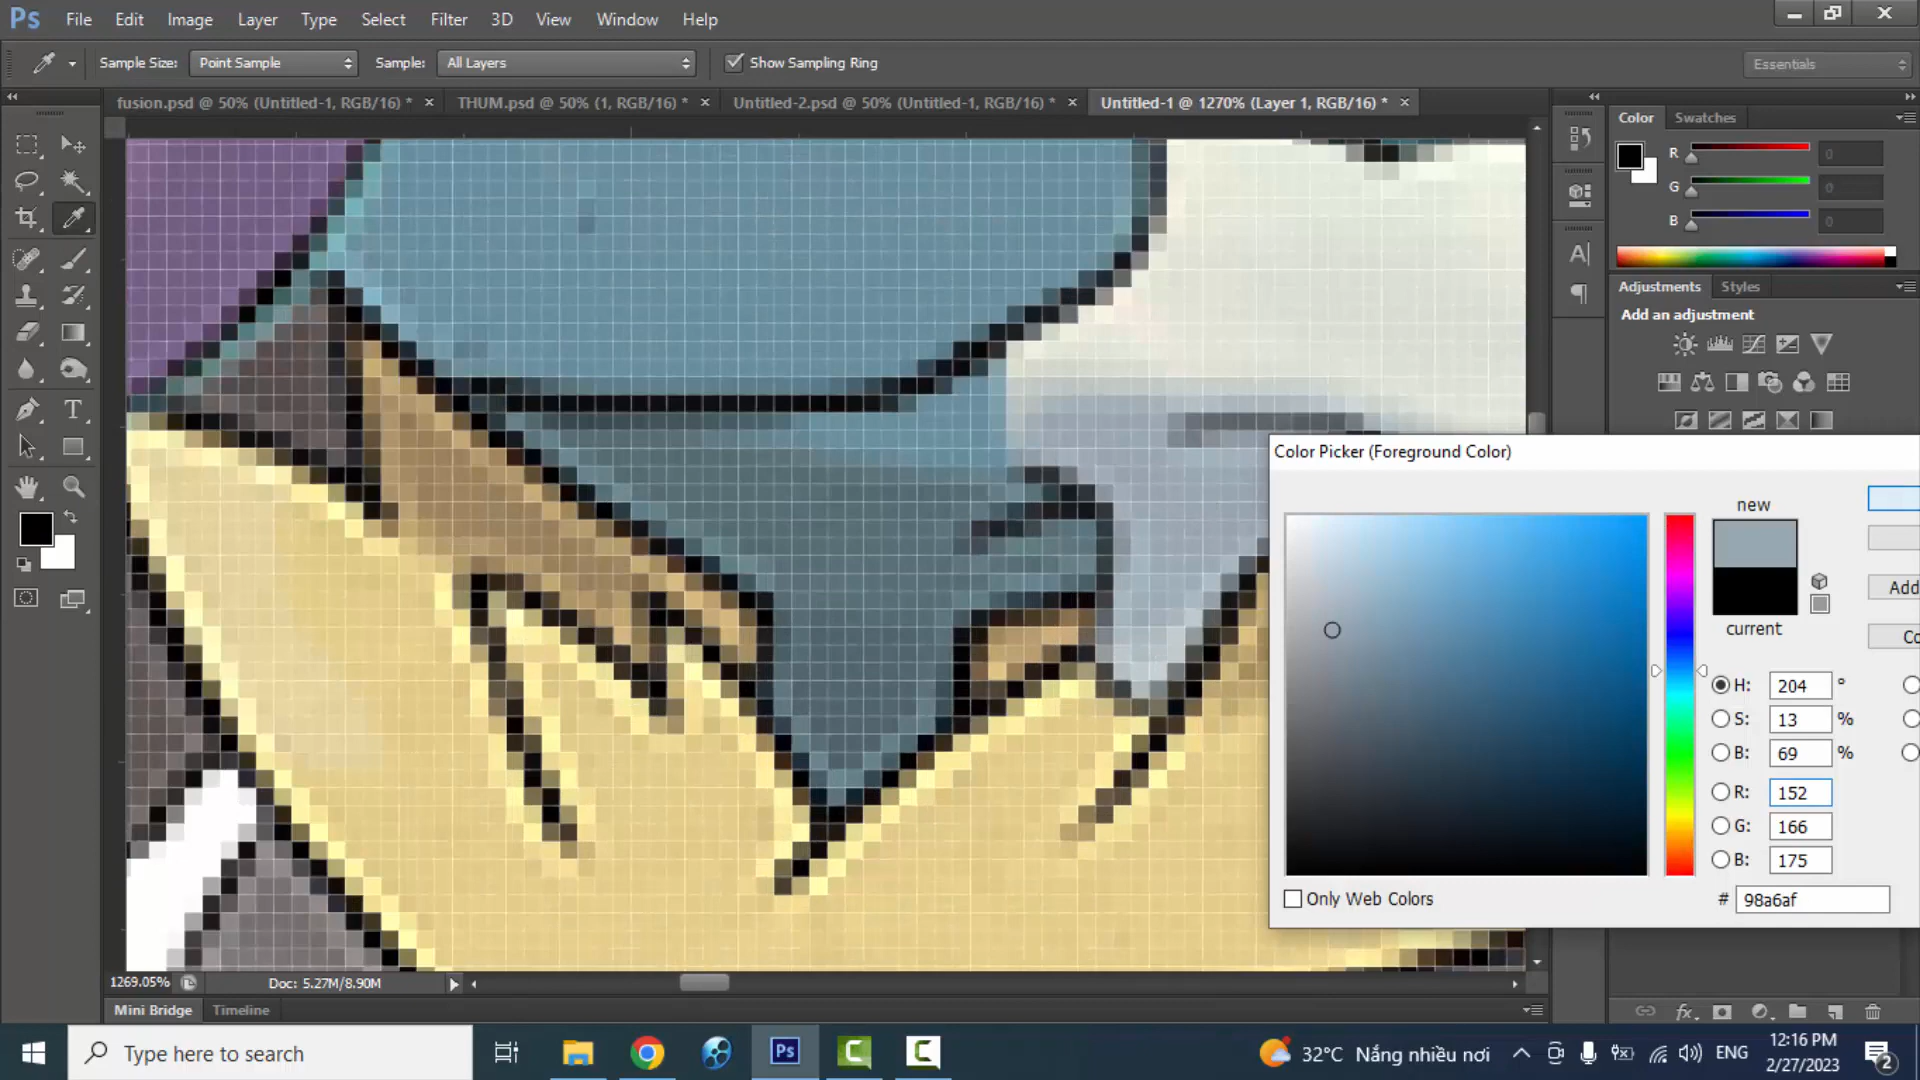 Ps File Edit Image Layer Type Select Filter 3D View Window Help
Sample Size: Point Sample Sample: All Layers Show Sampling Ring Essentials
fusion.psd @ 50% (Untitled-1, RGB/16) * THUM.psd @ 50% (1, RGB/16) * Untitled-2.psd @ 50% (Untitled-1, RGB/16) * Untitled-1 @ 1270% (Layer 1, RGB/16) *
Color Swatches
R 0
G 0
B 0
Adjustments Styles
Add an adjustment
Color Picker (Foreground Color)
new
current
Add
Co
H: 204 °
S: 13 %
B: 69 %
R: 152
G: 166
B: 175
Only Web Colors # 98a6af
1269.05% Doc: 5.27M/8.90M
Mini Bridge Timeline
Type here to search
32°C Nắng nhiều nơi
ENG
12:16 PM
2/27/2023
2